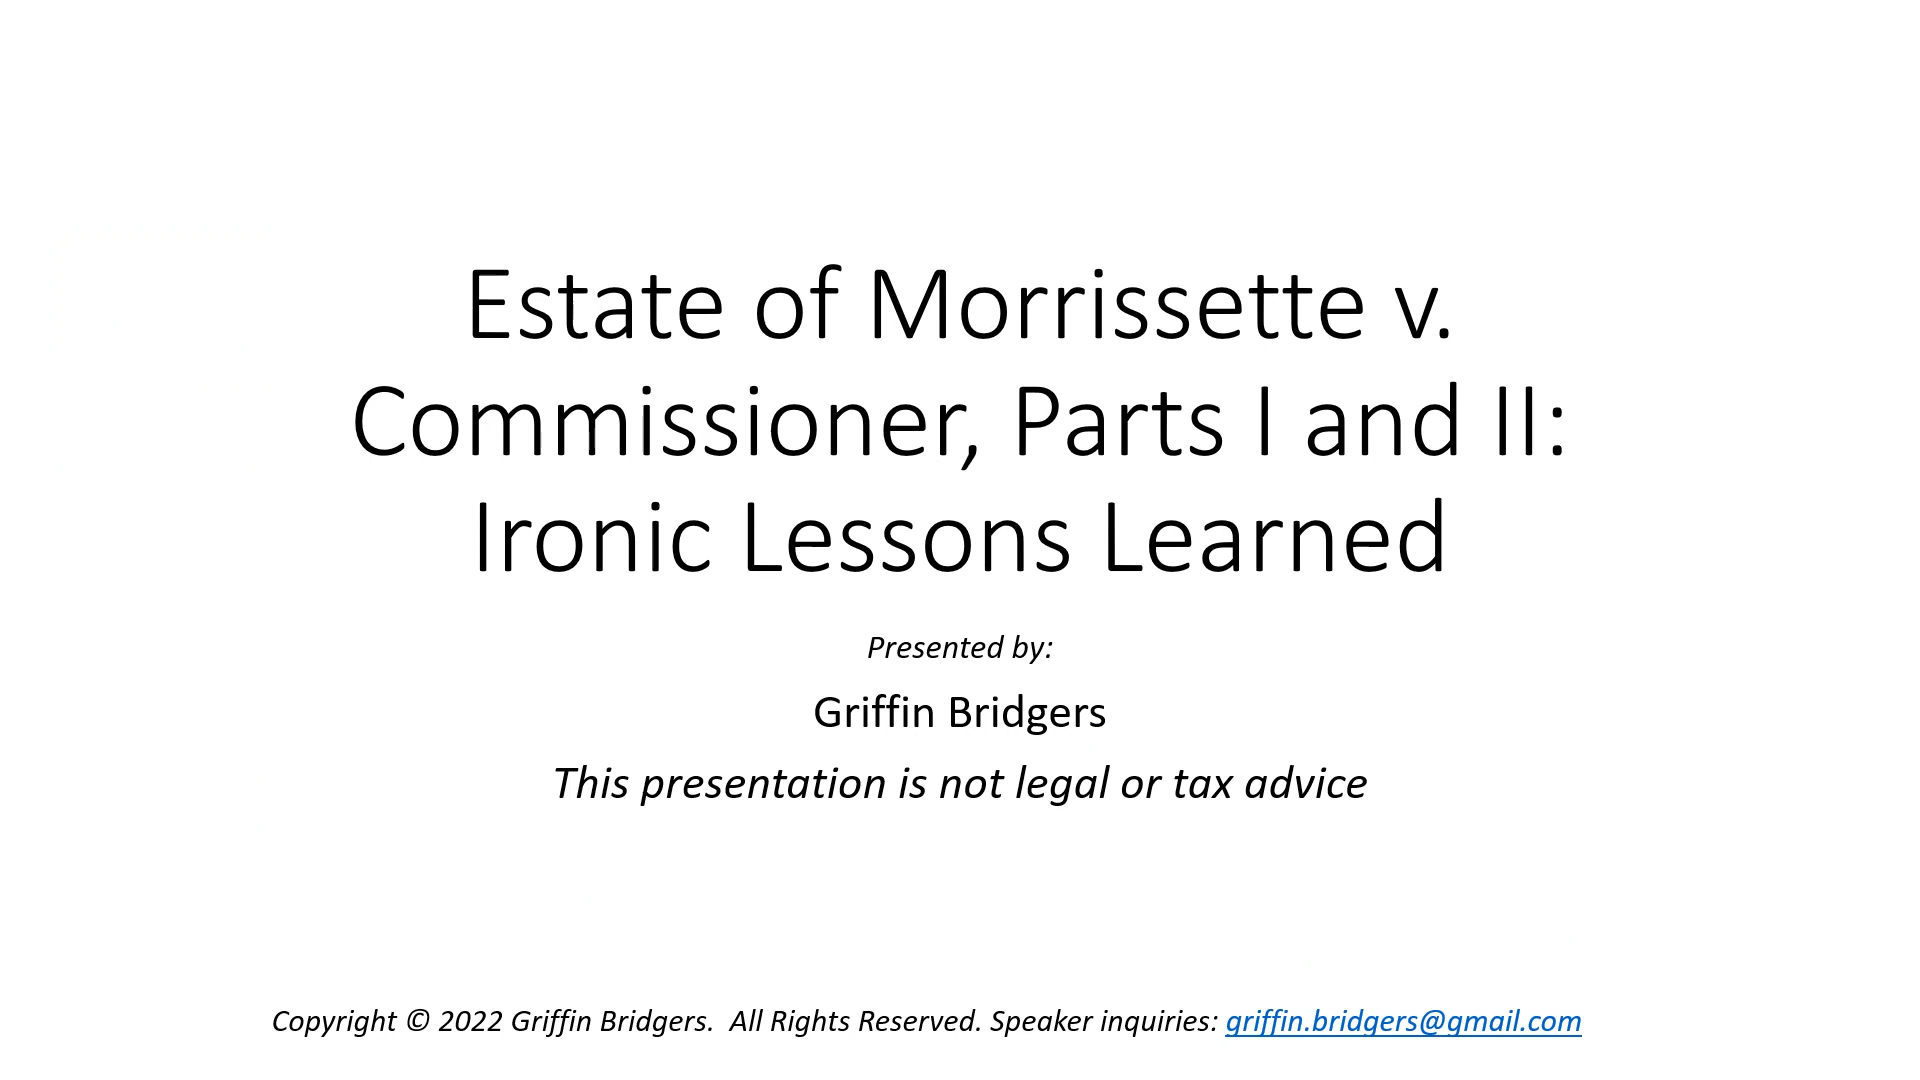 Estate of Morrissette v.
Commissioner, Parts I and II:
Ironic Lessons Learned
Presented by:
Griffin Bridgers
This presentation is not legal or tax advice
Copyright © 2022 Griffin Bridgers.  All Rights Reserved. Speaker inquiries: griffin.bridgers@gmail.com